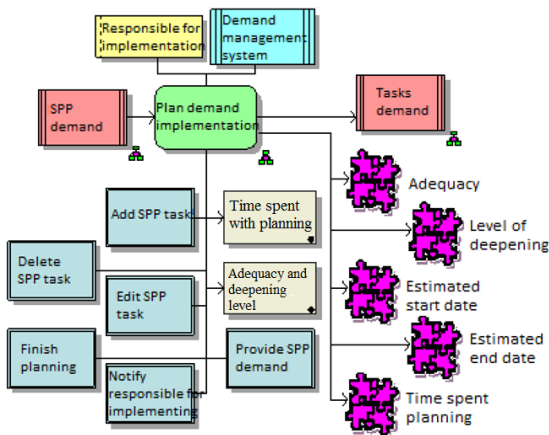 Responsible for
implementation
Demand
management
system
SPP
demand
Plan demand
implementation
Tasks
demand
Adequacy
Add SPP task
Time spent
with planning
Level of
deepening
Delete
SPP task
Edit SPP
task
Adequacy and
deepening
level
Estimated
start date
Finish
planning
Provide SPP
demand
Estimated
end date
Notify
responsible for
implementing
Time spent
planning